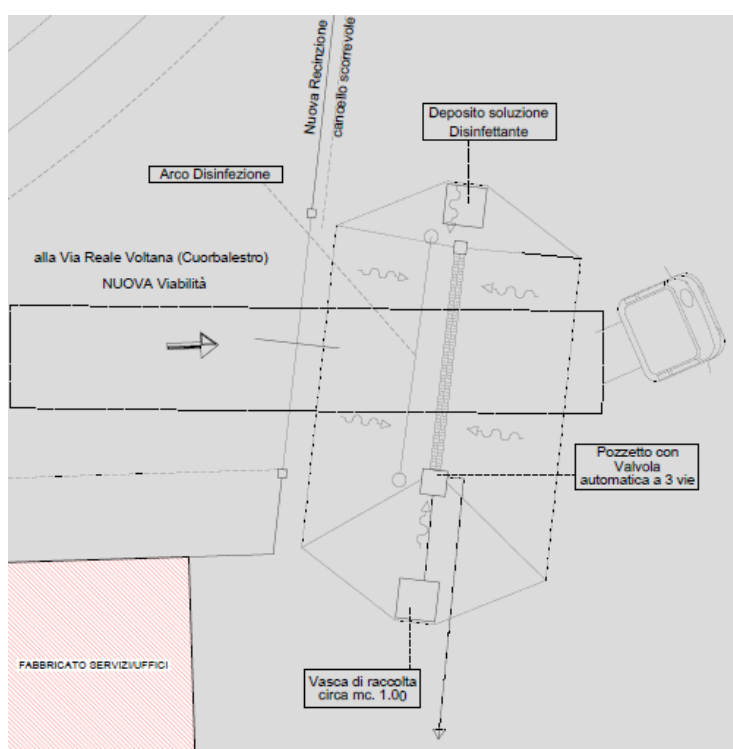 Nuova Recinzione
cancello scorrevole
Deposito soluzione
Disinfettante
Arco Disinfezione
alla Via Reale Voltana (Cuorbalestro)
NUOVA Viabilità
Pozzetto con
Valvola
automatica a 3 vie
FABBRICATO SERVIZI/UFFICI
Vasca di raccolta
circa mc. 1.00